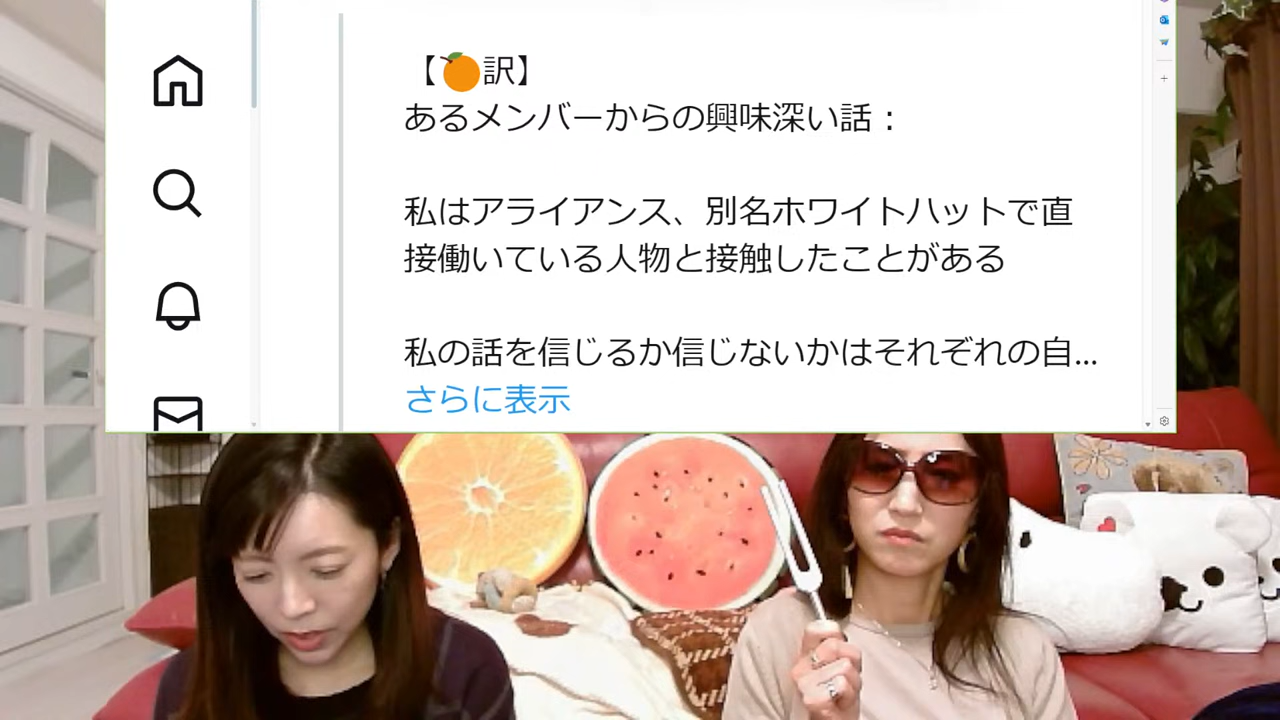 【🍊訳】
あるメンバーからの興味深い話：
私はアライアンス、別名ホワイトハットで直
接働いている人物と接触したことがある
私の話を信じるか信じないかはそれぞれの自...
さらに表示